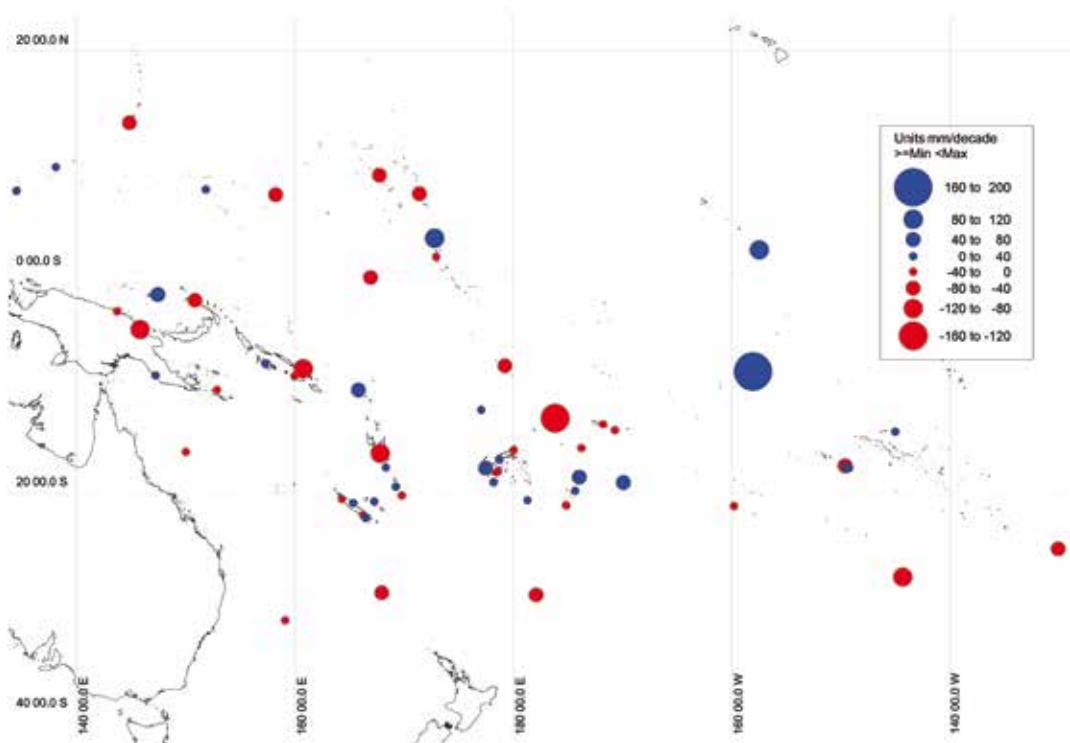 20 00.0 N
Units mm/decade
>=Min <Max
160 to 200
80 to 120
40 to 80
0 to 40
-40 to 0
-80 to -40
-120 to -80
-160 to -120
0 00.0 S
20 00.0 S
40 00.0 S
140 00.0 E
160 00.0 E
180 00.0 E
160 00.0 W
140 00.0 W